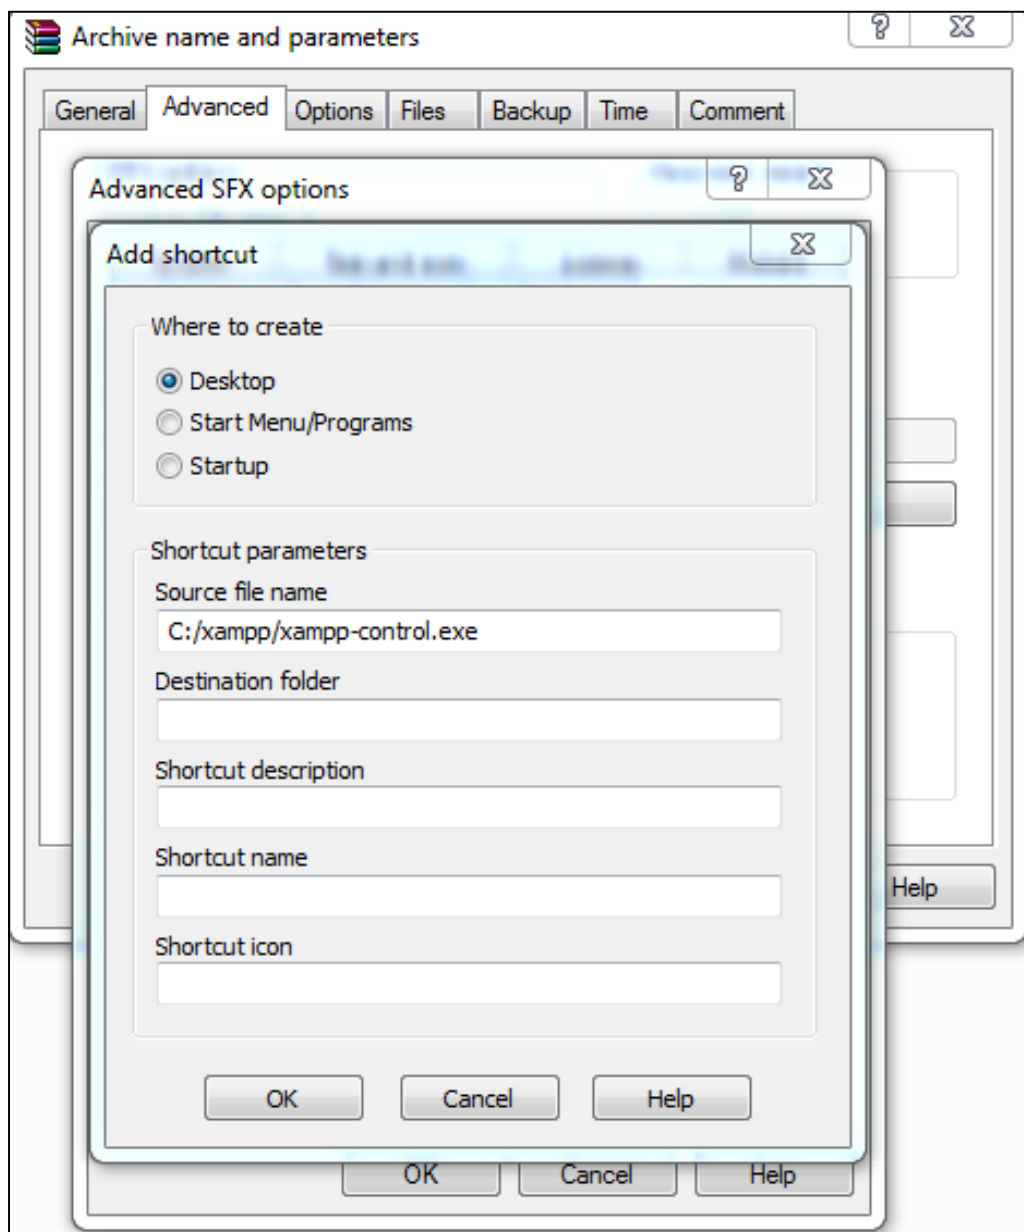 Archive name and parameters
General Advanced Options Files Backup Time Comment
Advanced SFX options
Add shortcut
Where to create
Desktop
Start Menu/Programs
Startup
Shortcut parameters
Source file name
C:/xampp/xampp-control.exe
Destination folder
Shortcut description
Shortcut name
Shortcut icon
Help
OK Cancel Help
OK Cancel Help